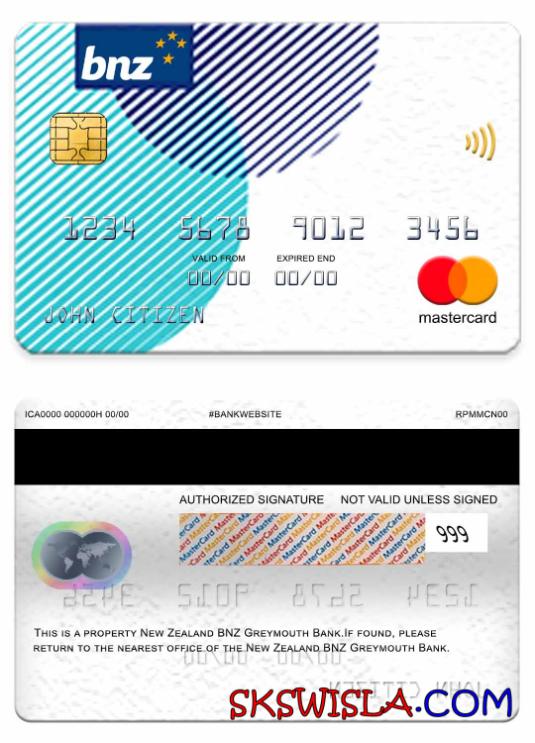 bnz
1234 5678 9012 3456
VALID FROM EXPIRED END
00/00 00/00
JOHN CITIZEN
mastercard
ICA0000 000000H 00/00 #BANKWEBSITE RPMMCN00
AUTHORIZED SIGNATURE NOT VALID UNLESS SIGNED
MasterCard MasterCard MasterCard
999
THIS IS A PROPERTY NEW ZEALAND BNZ GREYMOUTH BANK.IF FOUND, PLEASE
RETURN TO THE NEAREST OFFICE OF THE NEW ZEALAND BNZ GREYMOUTH BANK.
SKSWISLA.COM